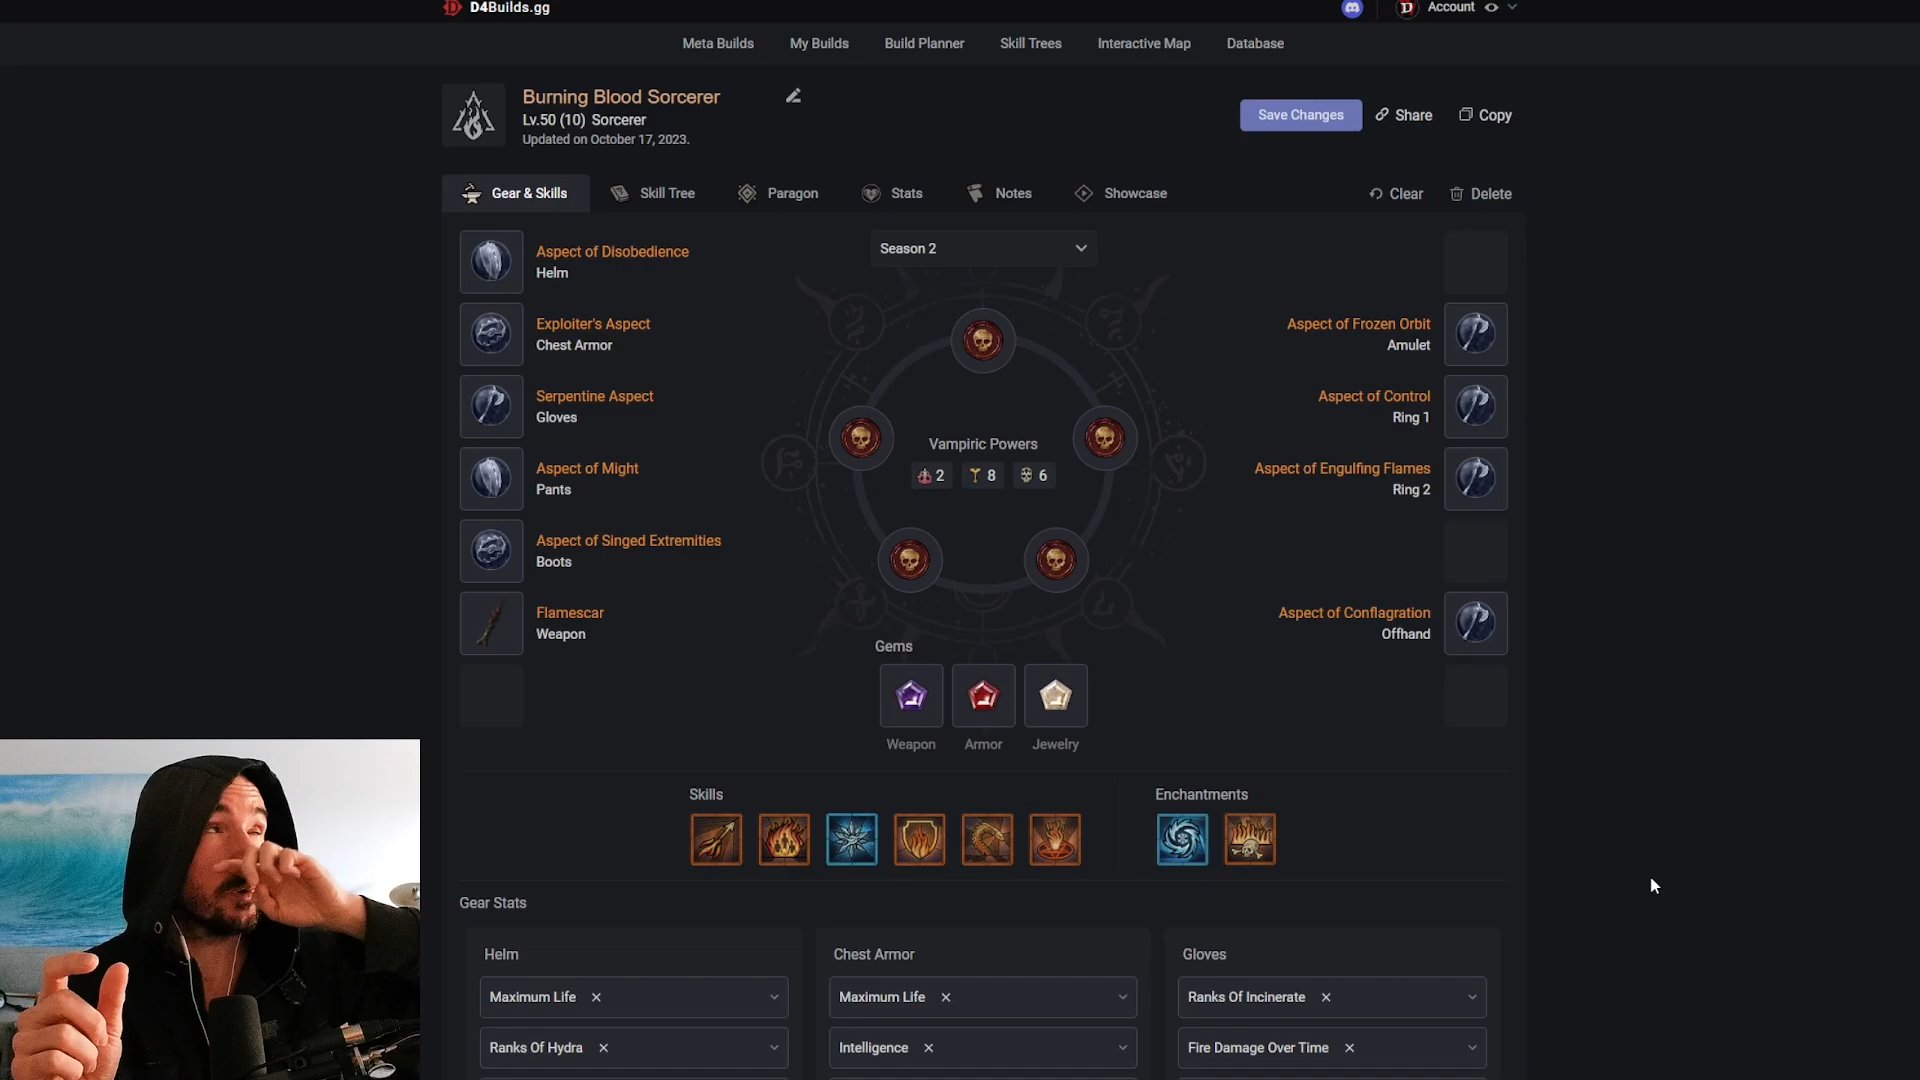 D4Builds.gg
Account
Meta Builds
My Builds
Build Planner
Skill Trees
Interactive Map
Database
Burning Blood Sorcerer
Lv.50 (10) Sorcerer
Updated on October 17, 2023.
Save Changes
Share
Copy
Gear & Skills
Skill Tree
Paragon
Stats
Notes
Showcase
Clear
Delete
Season 2
Aspect of Disobedience
Helm
Exploiter's Aspect
Chest Armor
Serpentine Aspect
Gloves
Aspect of Might
Pants
Aspect of Singed Extremities
Boots
Flamescar
Weapon
Vampiric Powers
2
8
6
Aspect of Frozen Orbit
Amulet
Aspect of Control
Ring 1
Aspect of Engulfing Flames
Ring 2
Aspect of Conflagration
Offhand
Gems
Weapon
Armor
Jewelry
Skills
Enchantments
Gear Stats
Helm
Maximum Life
Ranks Of Hydra
Chest Armor
Maximum Life
Intelligence
Gloves
Ranks Of Incinerate
Fire Damage Over Time